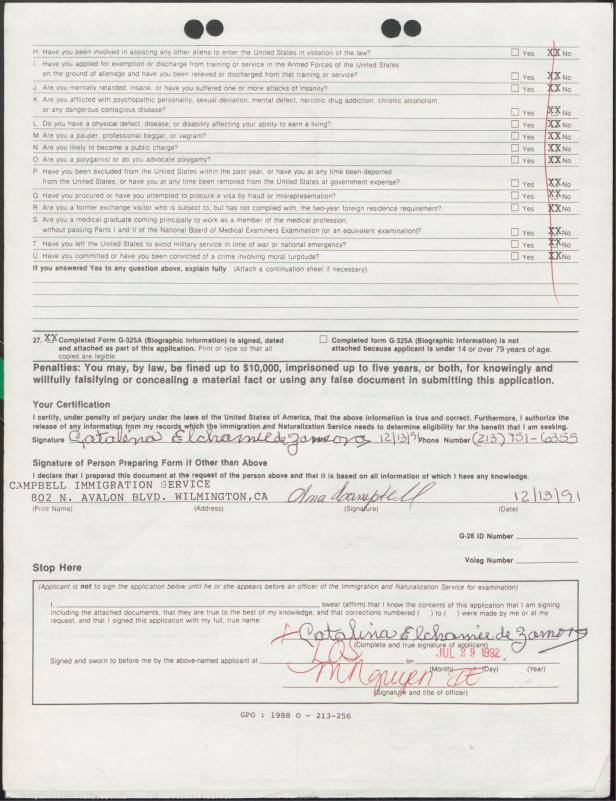 H. Have you been involved in assisting any other aliens to enter the United States in violation of the law? ☐ Yes XX No
I. Have you applied for exemption or discharge from training or service in the Armed Forces of the United States
on the ground of alienage and have you been relieved or discharged from that training or service? ☐ Yes XX No
J. Are you mentally retarded, insane, or have you suffered one or more attacks of insanity? ☐ Yes XX No
K. Are you afflicted with psychopathic personality, sexual deviation, mental defect, narcotic drug addiction, chronic alcoholism,
or any dangerous contagious disease? ☐ Yes XX No
L. Do you have a physical defect, disease, or disability affecting your ability to earn a living? ☐ Yes XX No
M. Are you a pauper, professional beggar, or vagrant? ☐ Yes XX No
N. Are you likely to become a public charge? ☐ Yes XX No
O. Are you a polygamist or do you advocate polygamy? ☐ Yes XX No
P. Have you been excluded from the United States within the past year, or have you at any time been deported
from the United States, or have you at any time been removed from the United States at government expense? ☐ Yes XX No
Q. Have you procured or have you attempted to procure a visa by fraud or misrepresentation? ☐ Yes XX No
R. Are you a former exchange visitor who is subject to, but has not complied with, the two-year foreign residence requirement? ☐ Yes XX No
S. Are you a medical graduate coming principally to work as a member of the medical profession,
without passing Parts I and II of the National Board of Medical Examiners Examination (or an equivalent examination)? ☐ Yes XX No
T. Have you left the United States to avoid military service in time of war or national emergency? ☐ Yes XX No
U. Have you committed or have you been convicted of a crime involving moral turpitude? ☐ Yes XX No
If you answered Yes to any question above, explain fully (Attach a continuation sheet if necessary):
27. XX Completed Form G-325A (Biographic Information) is signed, dated
and attached as part of this application. Print or type so that all
copies are legible.
☐ Completed form G-325A (Biographic Information) is not
attached because applicant is under 14 or over 79 years of age.
Penalties: You may, by law, be fined up to $10,000, imprisoned up to five years, or both, for knowingly and
willfully falsifying or concealing a material fact or using any false document in submitting this application.
Your Certification
I certify, under penalty of perjury under the laws of the United States of America, that the above information is true and correct. Furthermore, I authorize the
release of any information from my records which the Immigration and Naturalization Service needs to determine eligibility for the benefit that I am seeking.
Signature Catalina Elchamiee de Zamora 12/13/91 Phone Number (213) 751-6355
Signature of Person Preparing Form if Other than Above
I declare that I prepared this document at the request of the person above and that it is based on all information of which I have any knowledge.
CAMPBELL IMMIGRATION SERVICE
802 N. AVALON BLVD. WILMINGTON, CA 12/13/91
(Print Name) (Address) (Signature) (Date)
G-28 ID Number
Volag Number
Stop Here
(Applicant is not to sign the application below until he or she appears before an officer of the Immigration and Naturalization Service for examination)
I, swear (affirm) that I know the contents of this application that I am signing
including the attached documents, that they are true to the best of my knowledge, and that corrections numbered ( ) to ( ) were made by me or at my
request, and that I signed this application with my full, true name:
Catalina Elchamiee de Zamora
(Complete and true signature of applicant)
LOS JUL 29 1992
Signed and sworn to before me by the above-named applicant at on
(Month) (Day) (Year)
MNguyen
(Signature and title of officer)
GPO : 1988 O - 213-256